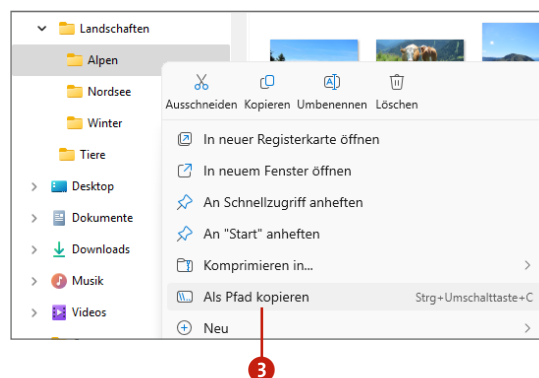 Landschaften
Alpen
Nordsee
Winter
Tiere
Desktop
Dokumente
Downloads
Musik
Videos
Ausschneiden Kopieren Umbenennen Löschen
In neuer Registerkarte öffnen
In neuem Fenster öffnen
An Schnellzugriff anheften
An "Start" anheften
Komprimieren in...
Als Pfad kopieren Strg+Umschalttaste+C
Neu
3